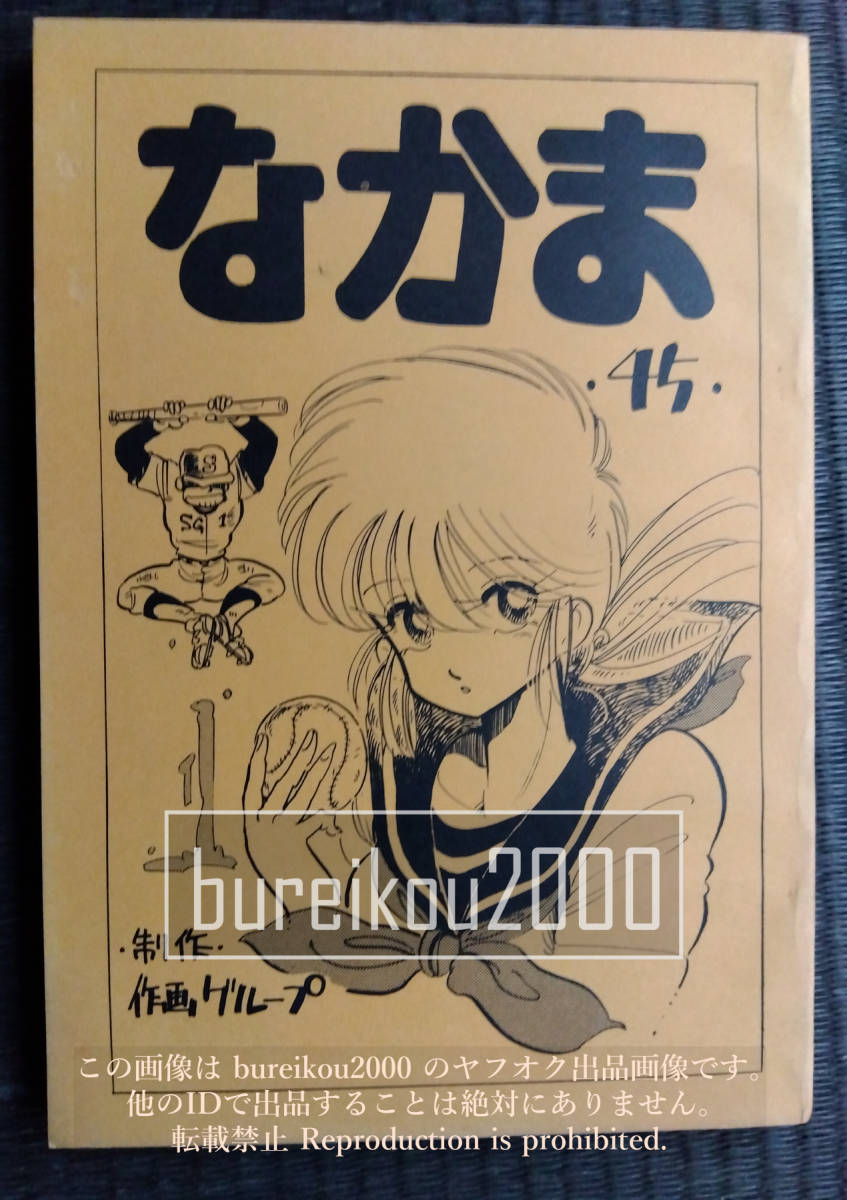 なかま
・45・
S
SG 1
bureikou2000
・制作・
作画グループ
この画像は bureikou2000 のヤフオク出品画像です。
他のIDで出品することは絶対にありません。
転載禁止 Reproduction is prohibited.